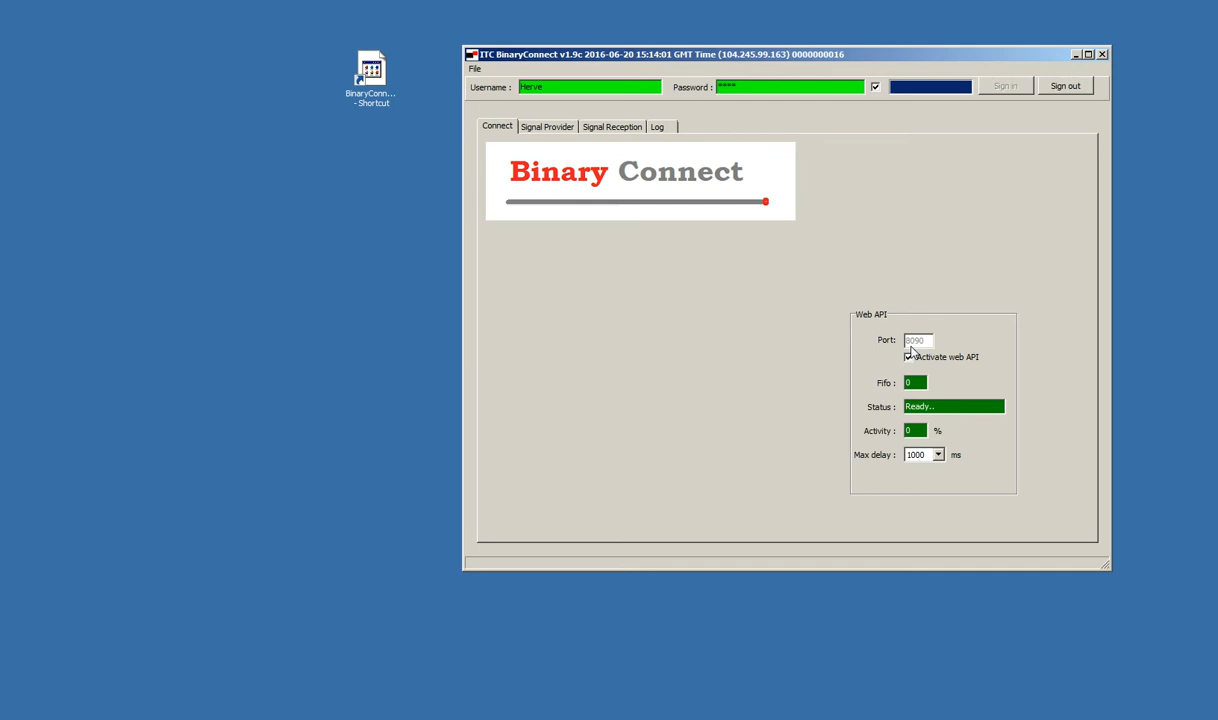 BinaryConn...
- Shortcut
ITC BinaryConnect v1.9c 2016-06-20 15:14:01 GMT Time (104.245.99.163) 0000000016
File
Username : Herve Password : **** Sign in Sign out
Connect Signal Provider Signal Reception Log
Binary Connect
Web API
Port: 8090
Activate web API
Fifo : 0
Status : Ready..
Activity : 0 %
Max delay : 1000 ms